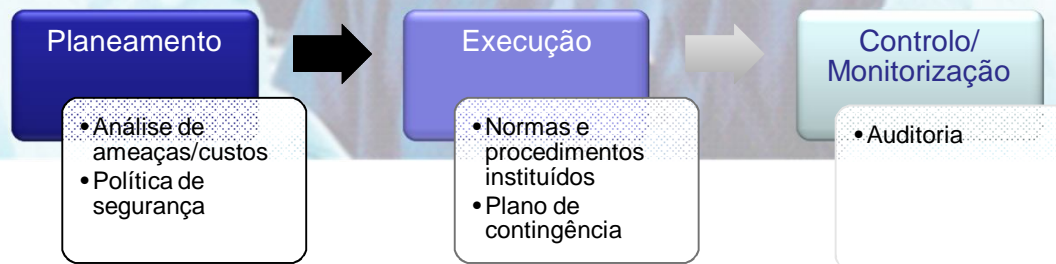 Planeamento
•Análise de
ameaças/custos
•Política de
segurança
Execução
•Normas e
procedimentos
instituídos
•Plano de
contingência
Controlo/
Monitorização
•Auditoria